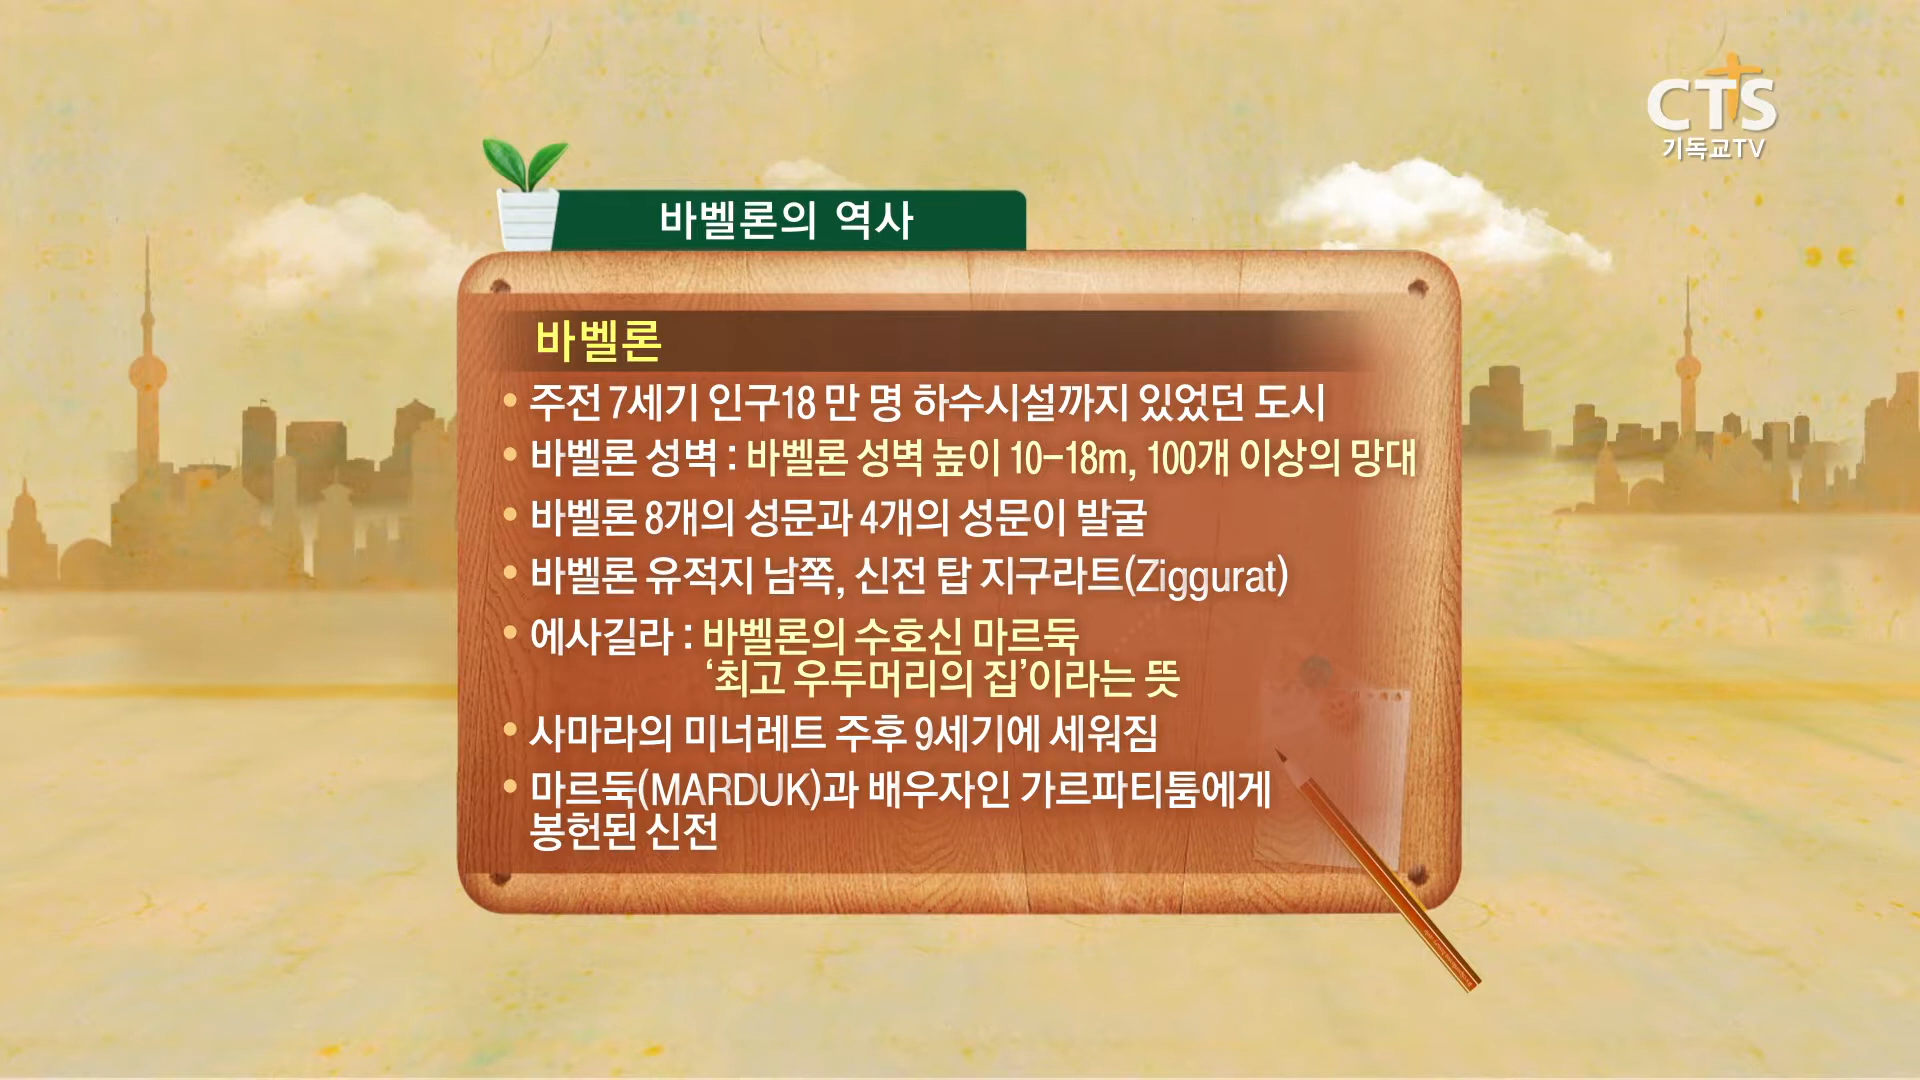 CTS
기독교TV
바벨론의 역사
바벨론
• 주전 7세기 인구18 만 명 하수시설까지 있었던 도시
• 바벨론 성벽 : 바벨론 성벽 높이 10-18m, 100개 이상의 망대
• 바벨론 8개의 성문과 4개의 성문이 발굴
• 바벨론 유적지 남쪽, 신전 탑 지구라트(Ziggurat)
• 에사길라 : 바벨론의 수호신 마르둑
‘최고 우두머리의 집’이라는 뜻
• 사마라의 미너레트 주후 9세기에 세워짐
• 마르둑(MARDUK)과 배우자인 가르파티툼에게
봉헌된 신전